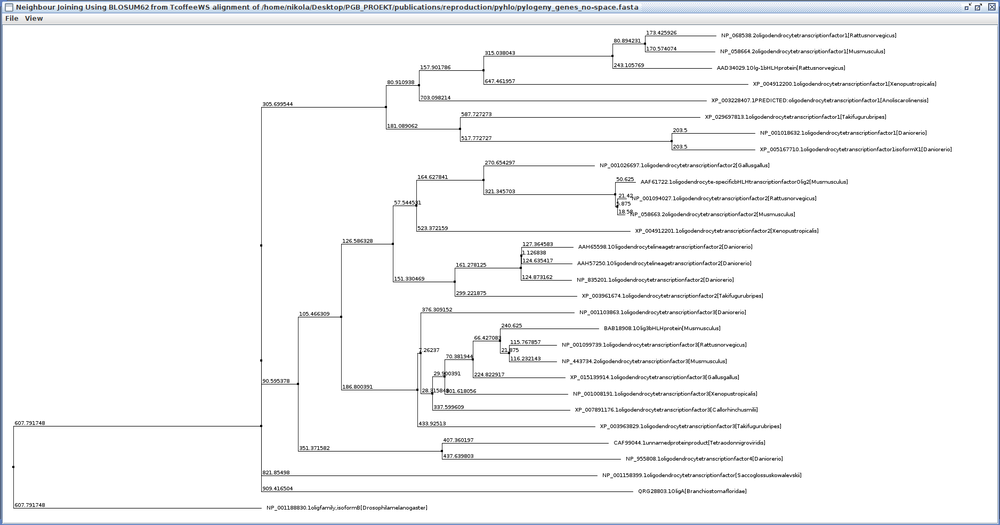 Neighbour Joining Using BLOSUM62 from TcoffeeWS alignment of /home/nikola/Desktop/PGB_PROEKT/publications/reproduction/pyhlo/pylogeny_genes_no-space.fasta
File View
173.425926
NP_068538.2oligodendrocytetranscriptionfactor1[Rattusnorvegicus]
80.894231
170.574074
NP_058664.2oligodendrocytetranscriptionfactor1[Musmusculus]
315.038043
243.105769
AAD34029.1Olg-1bHLHprotein[Rattusnorvegicus]
157.901786
647.461957
XP_004912200.1oligodendrocytetranscriptionfactor1[Xenopustropicalis]
80.910938
703.098214
XP_003228407.1PREDICTED:oligodendrocytetranscriptionfactor1[Anoliscarolinensis]
305.699544
587.727273
XP_029697813.1oligodendrocytetranscriptionfactor1[Takifugurubripes]
181.089062
203.5
NP_001018632.1oligodendrocytetranscriptionfactor1[Daniorerio]
517.772727
203.5
XP_005167710.1oligodendrocytetranscriptionfactor1isoformX1[Daniorerio]
270.654297
NP_001026697.1oligodendrocytetranscriptionfactor2[Gallusgallus]
164.627841
50.625
AAF61722.1oligodendrocyte-specificbHLHtranscriptionfactorOlig2[Musmusculus]
321.345703
21.42
NP_001094027.1oligodendrocytetranscriptionfactor2[Rattusnorvegicus]
57.544531
5.875
18.58
NP_058663.2oligodendrocytetranscriptionfactor2[Musmusculus]
523.372159
XP_004912201.1oligodendrocytetranscriptionfactor2[Xenopustropicalis]
126.586328
127.364583
AAH65598.1Oligodendrocytelineagetranscriptionfactor2[Daniorerio]
1.126838
161.278125
124.635417
AAH57250.1Oligodendrocytelineagetranscriptionfactor2[Daniorerio]
151.330469
124.873162
NP_835201.1oligodendrocytetranscriptionfactor2[Daniorerio]
299.221875
XP_003961674.1oligodendrocytetranscriptionfactor2[Takifugurubripes]
105.466309
376.309152
NP_001103863.1oligodendrocytetranscriptionfactor3[Daniorerio]
240.625
BAB18908.1Olig3bHLHprotein[Musmusculus]
66.427083
115.767857
NP_001099739.1oligodendrocytetranscriptionfactor3[Rattusnorvegicus]
7.26237
21.875
70.381944
116.232143
NP_443734.2oligodendrocytetranscriptionfactor3[Musmusculus]
29.900391
224.822917
XP_015139914.1oligodendrocytetranscriptionfactor3[Gallusgallus]
90.595378
186.800391
301.618056
NP_001008191.1oligodendrocytetranscriptionfactor3[Xenopustropicalis]
337.599609
XP_007891176.1oligodendrocytetranscriptionfactor3[Callorhinchusmilii]
607.791748
433.92513
XP_003963829.1oligodendrocytetranscriptionfactor3[Takifugurubripes]
407.360197
CAF99044.1unnamedproteinproduct[Tetraodonnigroviridis]
351.371582
437.639803
NP_955808.1oligodendrocytetranscriptionfactor4[Daniorerio]
821.85498
NP_001158399.1oligodendrocytetranscriptionfactor[Saccoglossuskowalevskii]
909.416504
QRG28803.1OligA[Branchiostomafloridae]
607.791748
NP_001188830.1oligfamily,isoformB[Drosophilamelanogaster]